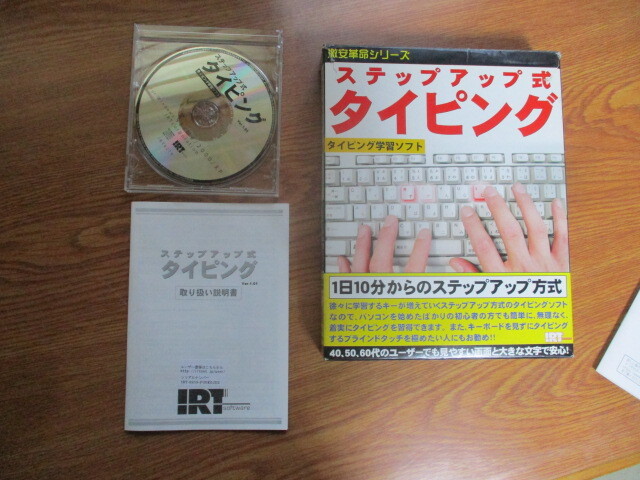 ステップアップ式
タイピング
激安革命シリーズ
ステップアップ式
タイピング
タイピング学習ソフト
1日10分からのステップアップ方式
徐々に学習するキーが増えていくステップアップ方式のタイピングソフト
なので、パソコンを始めたばかりの初心者の方でも簡単に、無理なく、
着実にタイピングを習得できます。また、キーボードを見ずにタイピング
するブラインドタッチを極めたい人にもお勧め!!
IRT
40,50,60代のユーザーでも見やすい画面と大きな文字で安心!
IRT
ステップアップ式
タイピング
取り扱い説明書
IRT
software